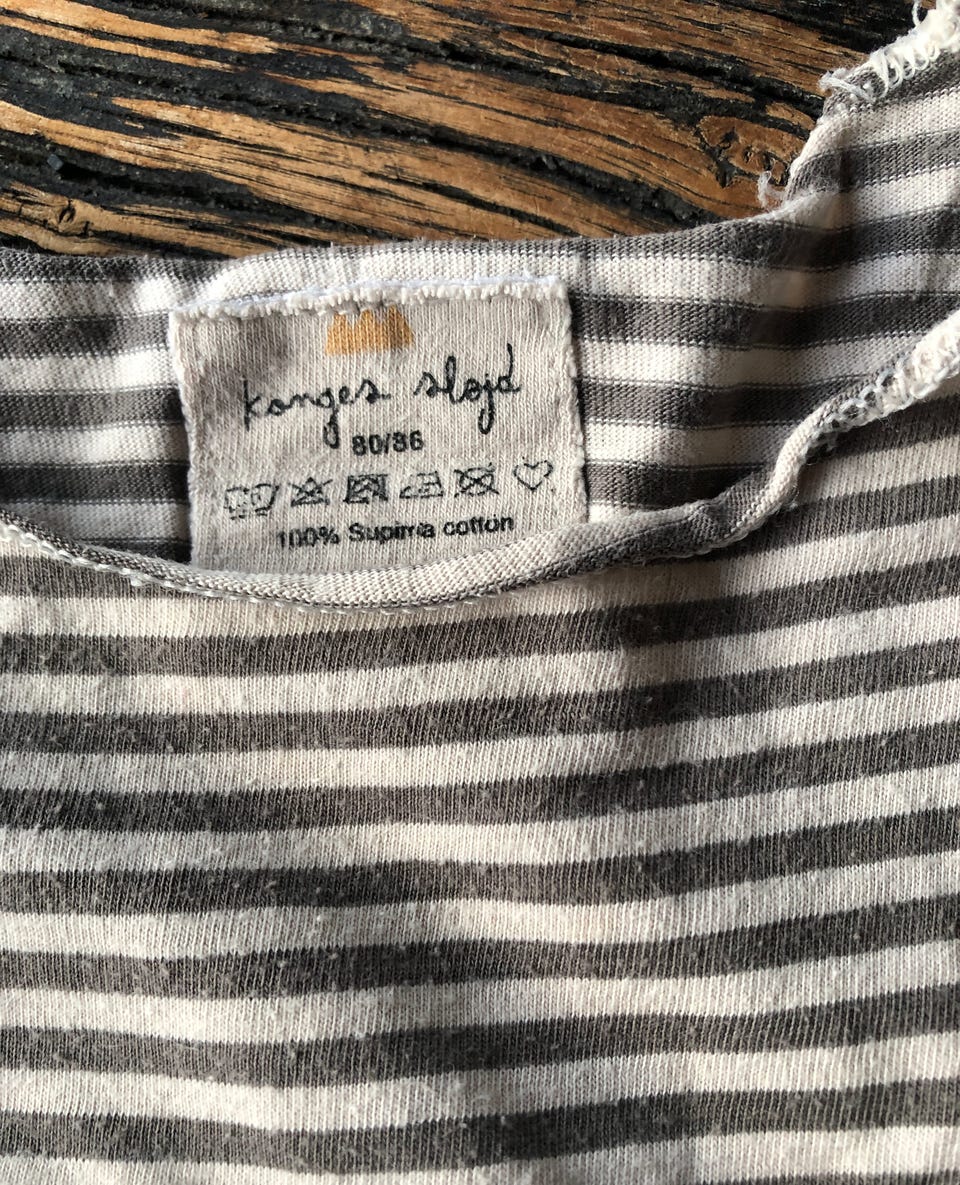 konges sløjd
80/86
100% Supima cotton